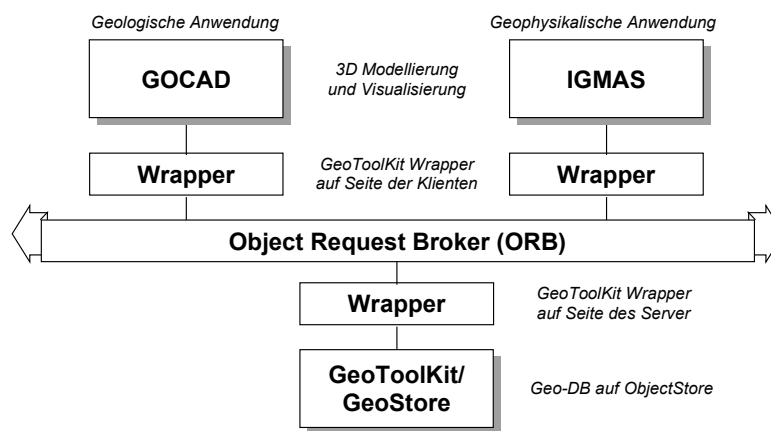 Geologische Anwendung
Geophysikalische Anwendung
GOCAD
3D Modellierung
und Visualisierung
IGMAS
Wrapper
GeoToolKit Wrapper
auf Seite der Klienten
Wrapper
Object Request Broker (ORB)
Wrapper
GeoToolKit Wrapper
auf Seite des Server
GeoToolKit/
GeoStore
Geo-DB auf ObjectStore